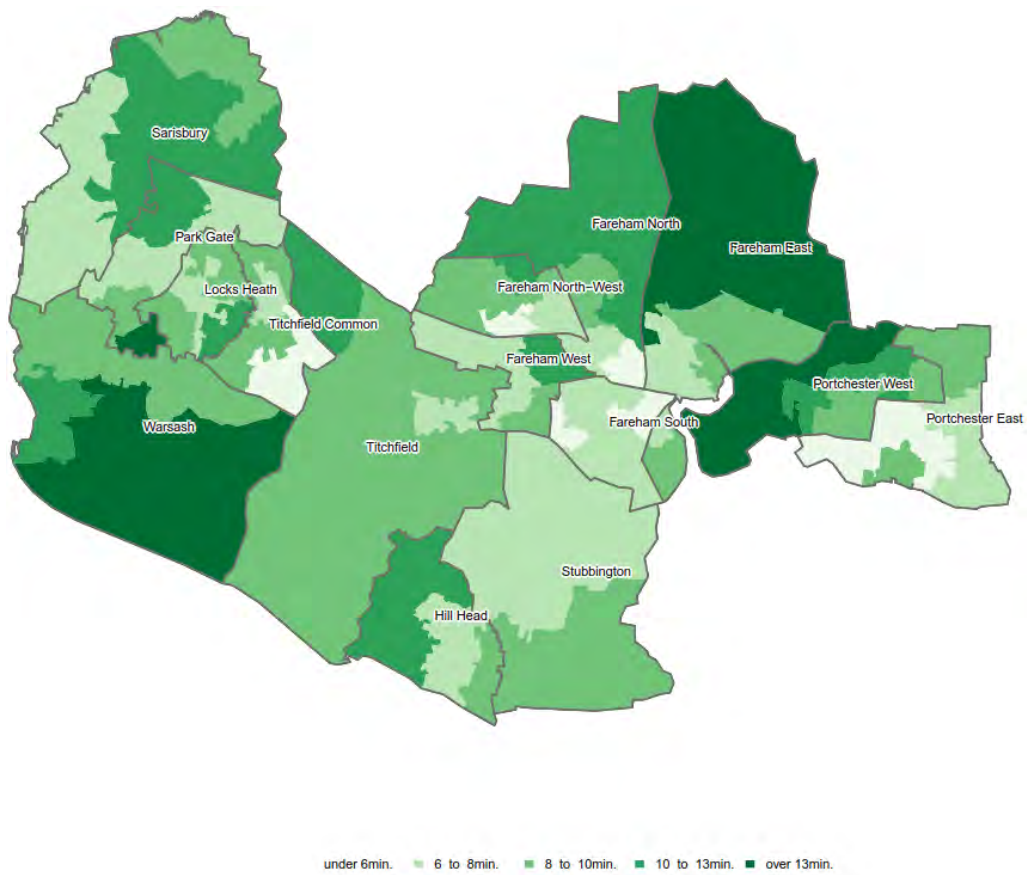 Sarisbury
Fareham North
Park Gate
Fareham East
Locks Heath
Fareham North-West
Titchfield Common
Fareham West
Portchester West
Warsash
Fareham South
Portchester East
Titchfield
Stubbington
Hill Head
under 6min. 6 to 8min. 8 to 10min. 10 to 13min. over 13min.